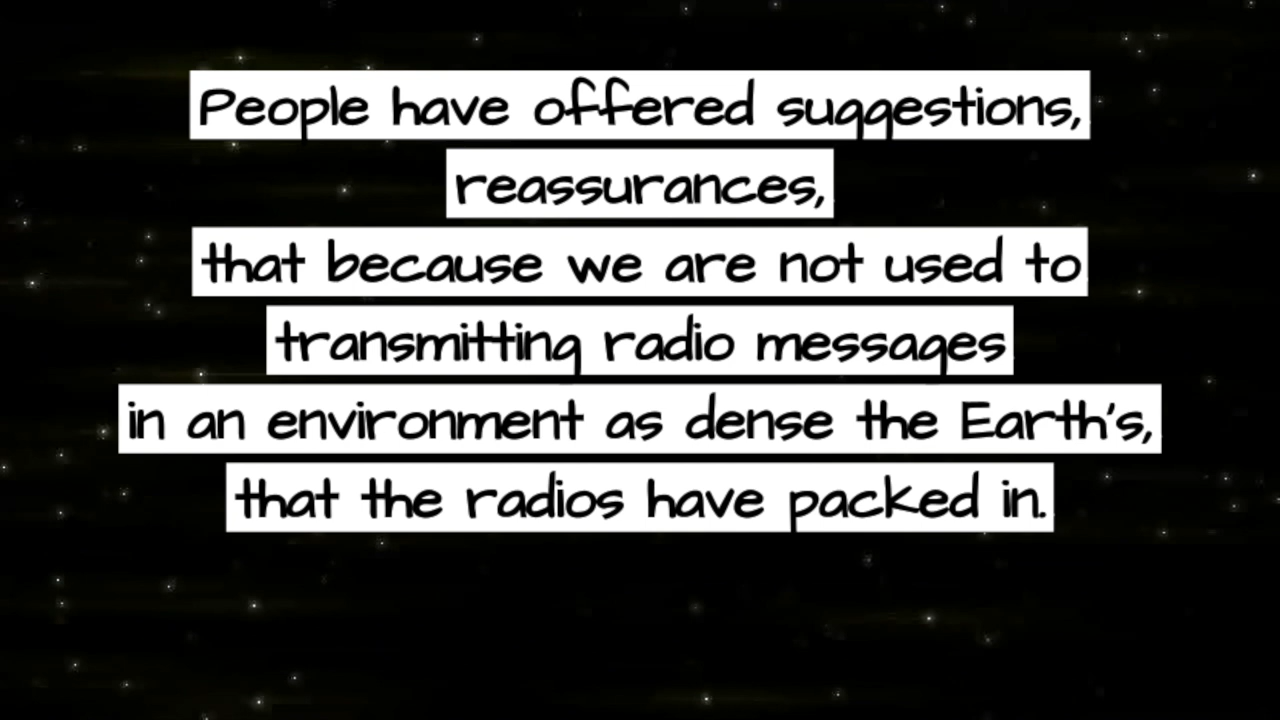 People have offered suggestions,
reassurances,
that because we are not used to
transmitting radio messages
in an environment as dense the Earth's,
that the radios have packed in.